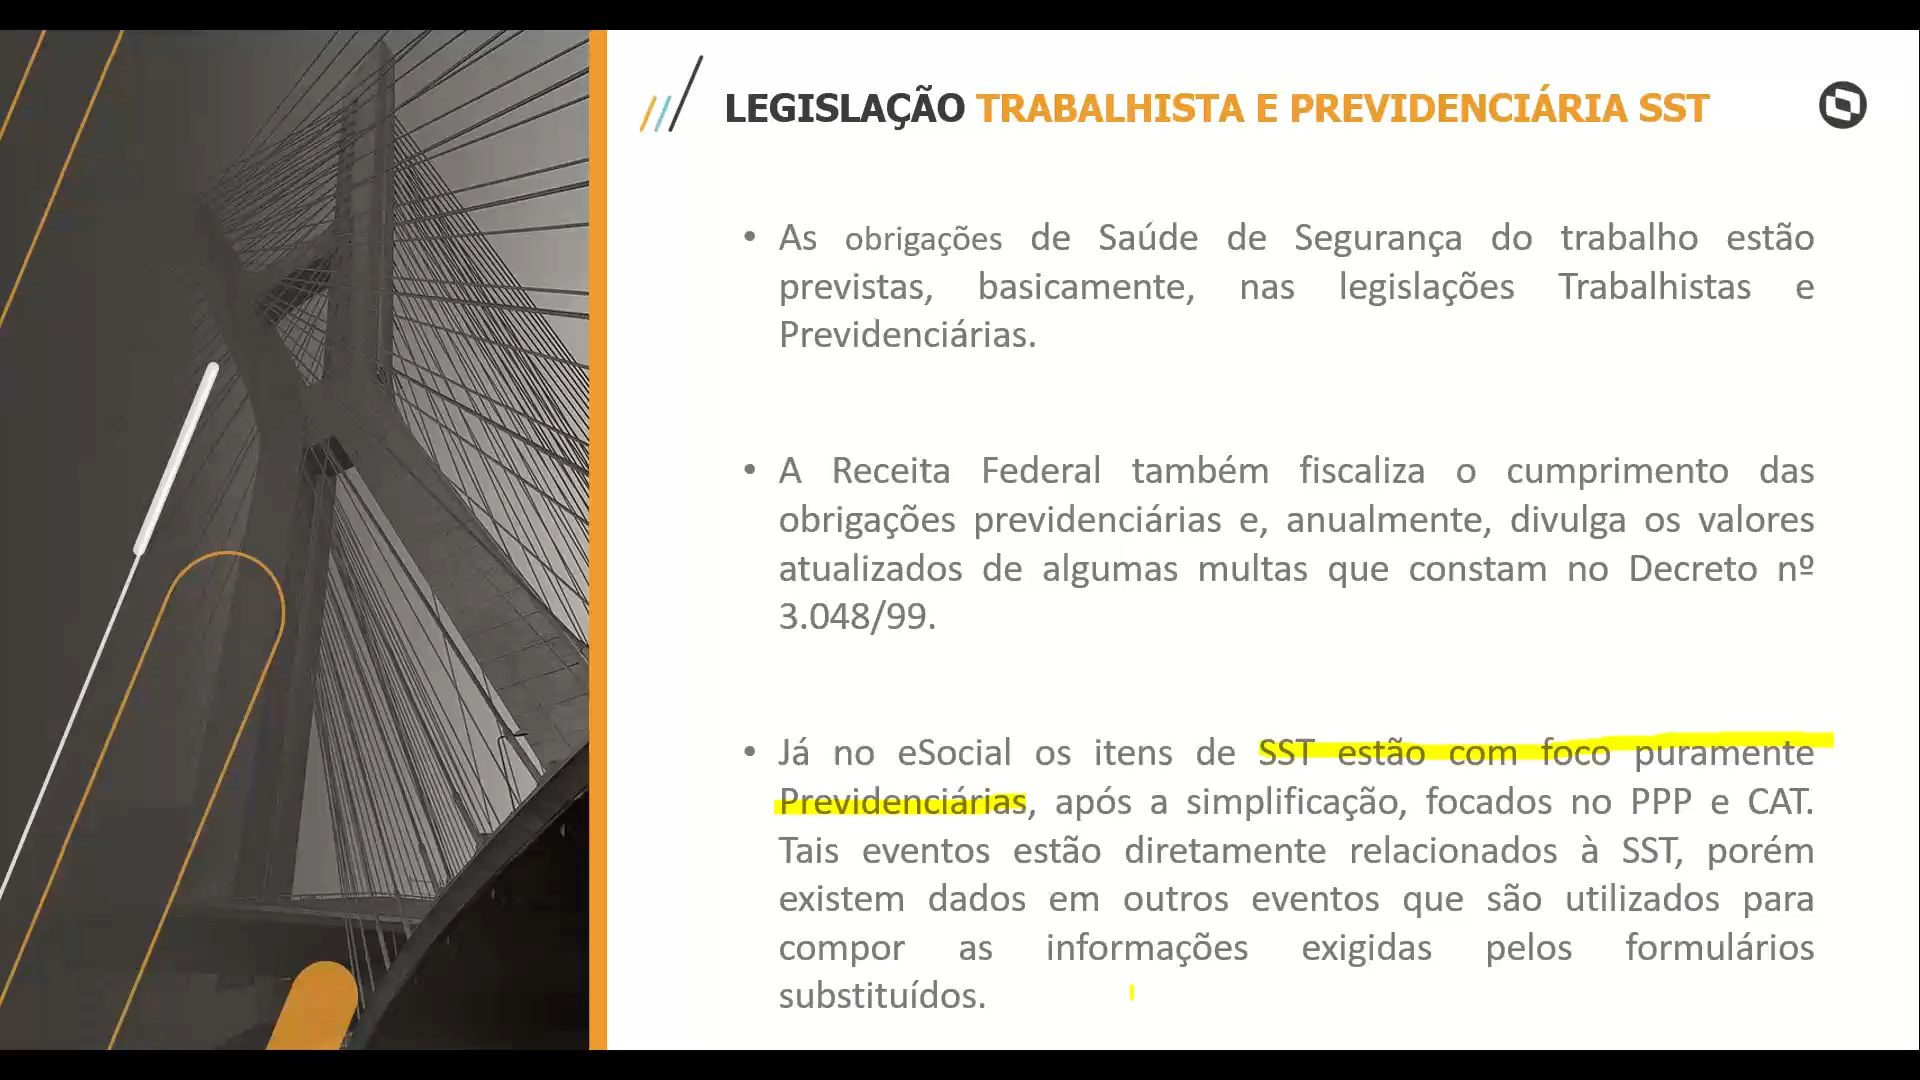 LEGISLAÇÃO TRABALHISTA E PREVIDENCIÁRIA SST
• As obrigações de Saúde de Segurança do trabalho estão
previstas, basicamente, nas legislações Trabalhistas e
Previdenciárias.
• A Receita Federal também fiscaliza o cumprimento das
obrigações previdenciárias e, anualmente, divulga os valores
atualizados de algumas multas que constam no Decreto nº
3.048/99.
• Já no eSocial os itens de SST estão com foco puramente
Previdenciárias, após a simplificação, focados no PPP e CAT.
Tais eventos estão diretamente relacionados à SST, porém
existem dados em outros eventos que são utilizados para
compor as informações exigidas pelos formulários
substituídos.